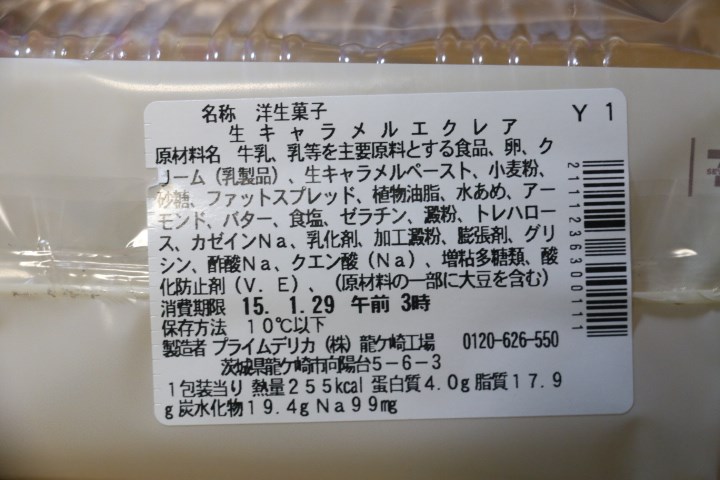 名称　洋生菓子
Ｙ１
生キャラメルエクレア
原材料名　牛乳、乳等を主要原料とする食品、卵、ク
リーム（乳製品）、生キャラメルペースト、小麦粉、
砂糖、ファットスプレッド、植物油脂、水あめ、アー
モンド、バター、食塩、ゼラチン、澱粉、トレハロー
ス、カゼインＮａ、乳化剤、加工澱粉、膨張剤、グリ
シン、酢酸Ｎａ、クエン酸（Ｎａ）、増粘多糖類、酸
化防止剤（Ｖ．Ｅ）、（原材料の一部に大豆を含む）
消費期限　15. 1.29 午前 3時
保存方法　１０℃以下
製造者 プライムデリカ（株）龍ケ崎工場　0120-626-550
茨城県龍ケ崎市向陽台５－６－３
１包装当り 熱量２５５kcal 蛋白質４.０g 脂質１７.９
g 炭水化物１９.４g Ｎａ９９mg
2111123630０111